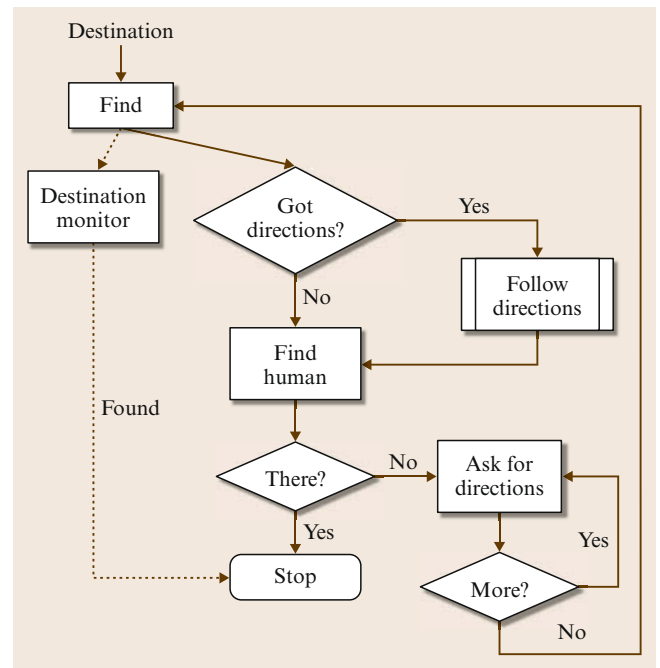 Destination
Find
Destination
monitor
Got
directions?
Yes
Follow
directions
No
Find
human
Found
There?
No
Ask for
directions
Yes
Yes
Stop
More?
No